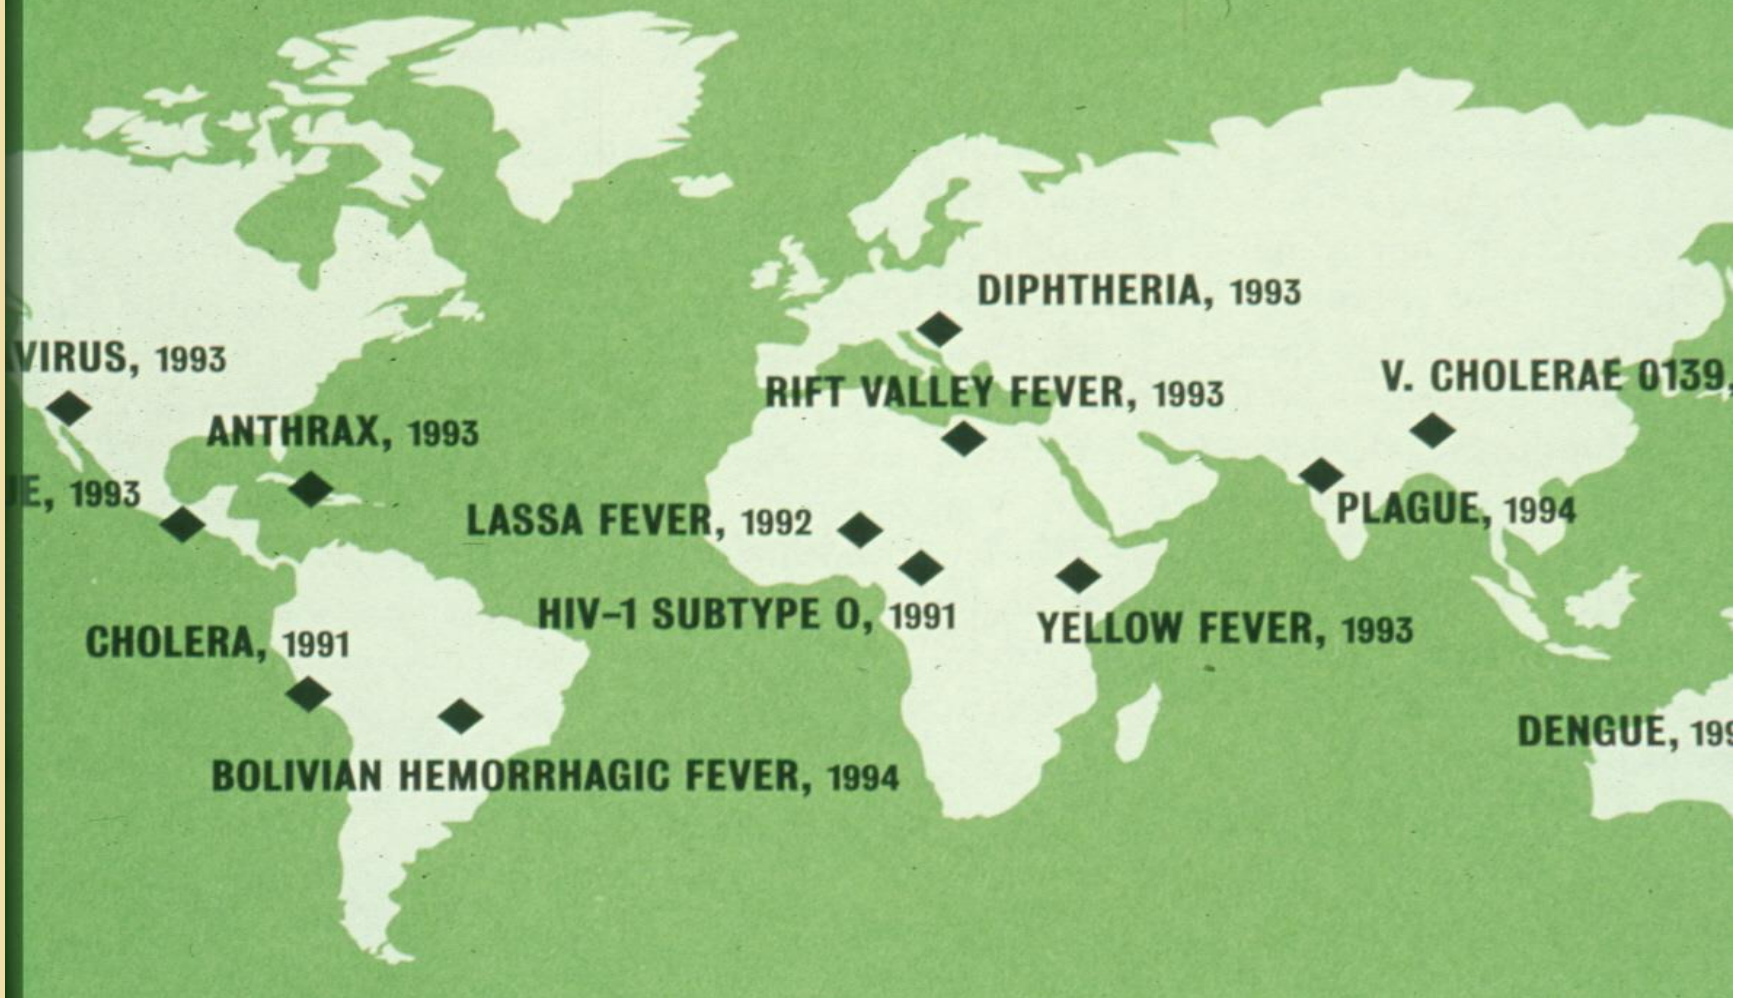 DIPHTHERIA, 1993
VIRUS, 1993
V. CHOLERAE 0139,
RIFT VALLEY FEVER, 1993
ANTHRAX, 1993
E, 1993
LASSA FEVER, 1992
PLAGUE, 1994
HIV-1 SUBTYPE O, 1991
YELLOW FEVER, 1993
CHOLERA, 1991
DENGUE, 199
BOLIVIAN HEMORRHAGIC FEVER, 1994